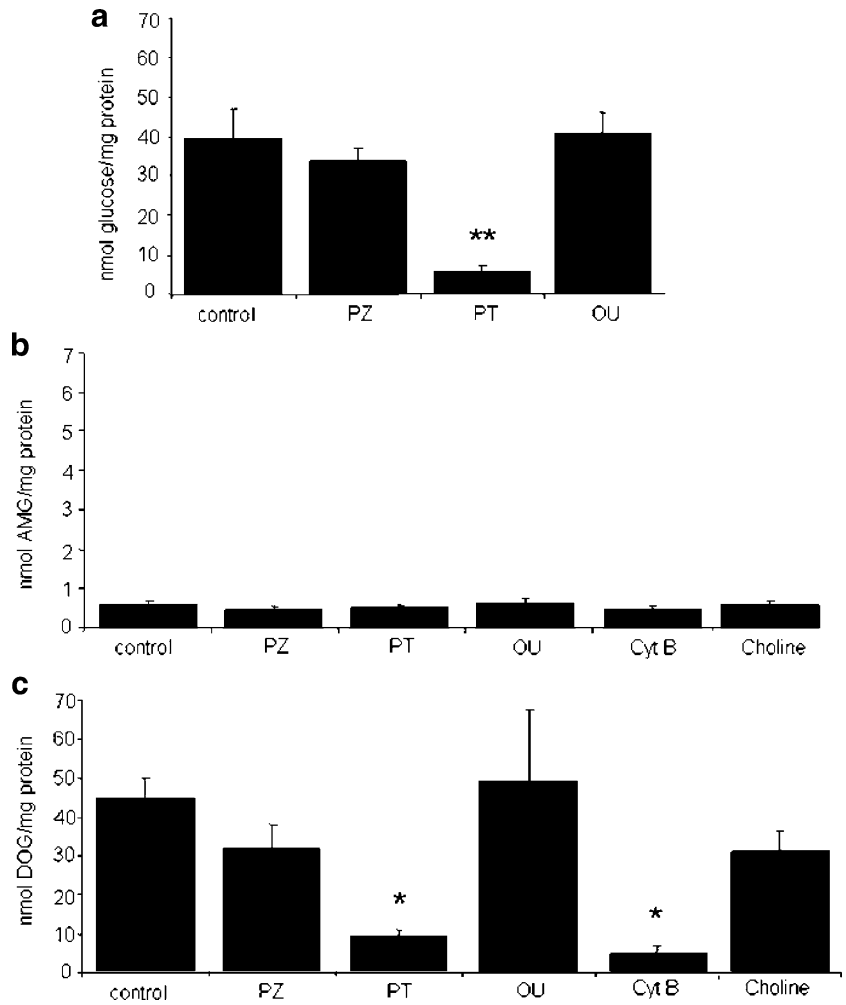 a
nmol glucose/mg protein
70
60
50
40
30
20
10
0
**
control PZ PT OU
b
nmol AMG/mg protein
7
6
5
4
3
2
1
0
control PZ PT OU Cyt B Choline
c
nmol DOG/mg protein
70
60
50
40
30
20
10
0
* *
control PZ PT OU Cyt B Choline